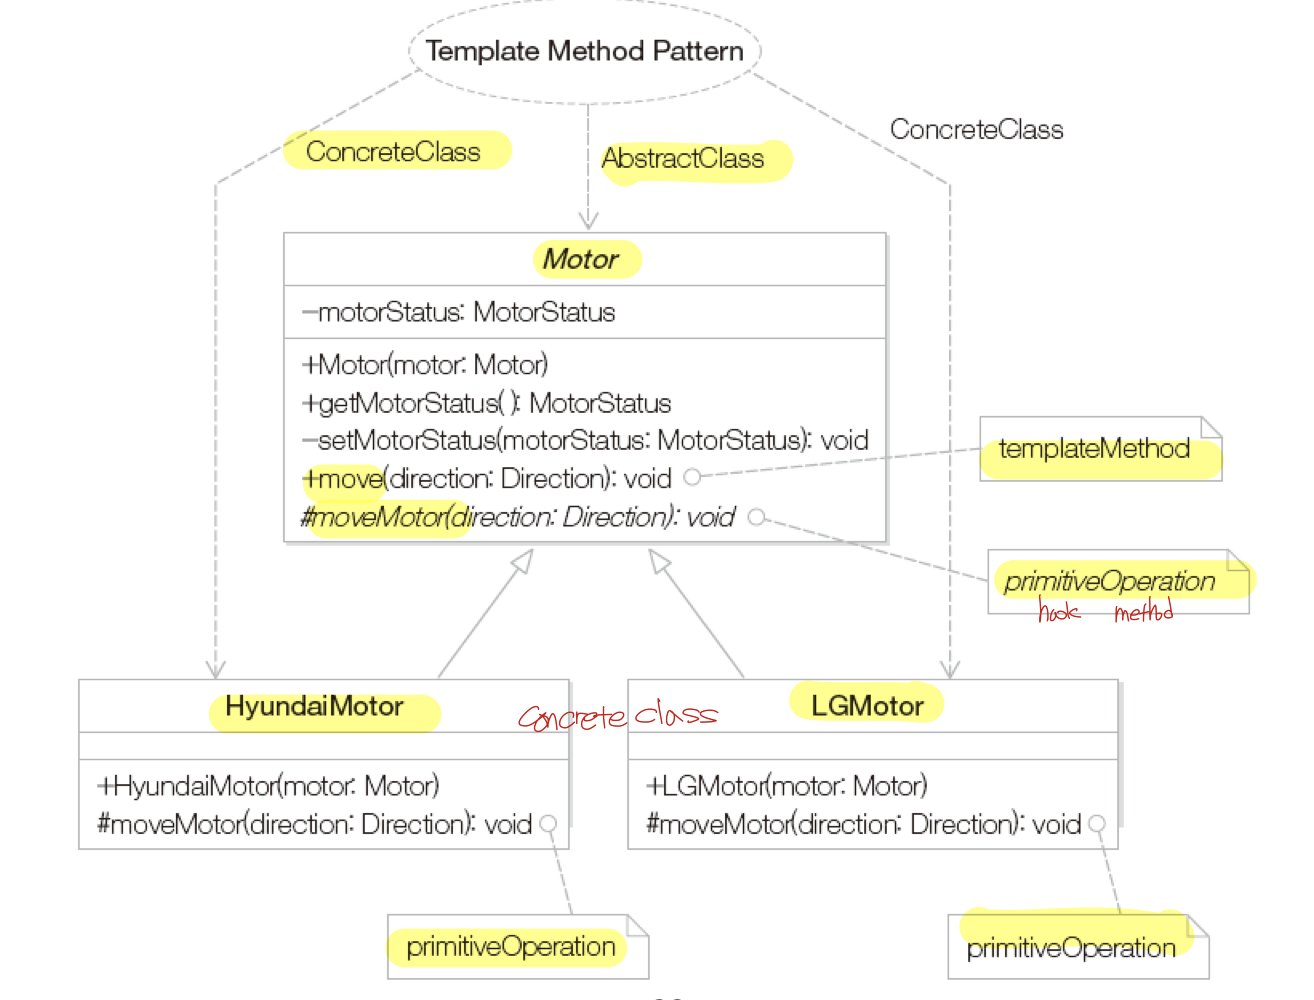 Template Method Pattern
ConcreteClass
AbstractClass
ConcreteClass
Motor
-motorStatus: MotorStatus
+Motor(motor: Motor)
+getMotorStatus( ): MotorStatus
-setMotorStatus(motorStatus: MotorStatus): void
+move(direction: Direction): void
#moveMotor(direction: Direction): void
templateMethod
primitiveOperation
hook method
HyundaiMotor
Concrete class
LGMotor
+HyundaiMotor(motor: Motor)
#moveMotor(direction: Direction): void
+LGMotor(motor: Motor)
#moveMotor(direction: Direction): void
primitiveOperation
primitiveOperation